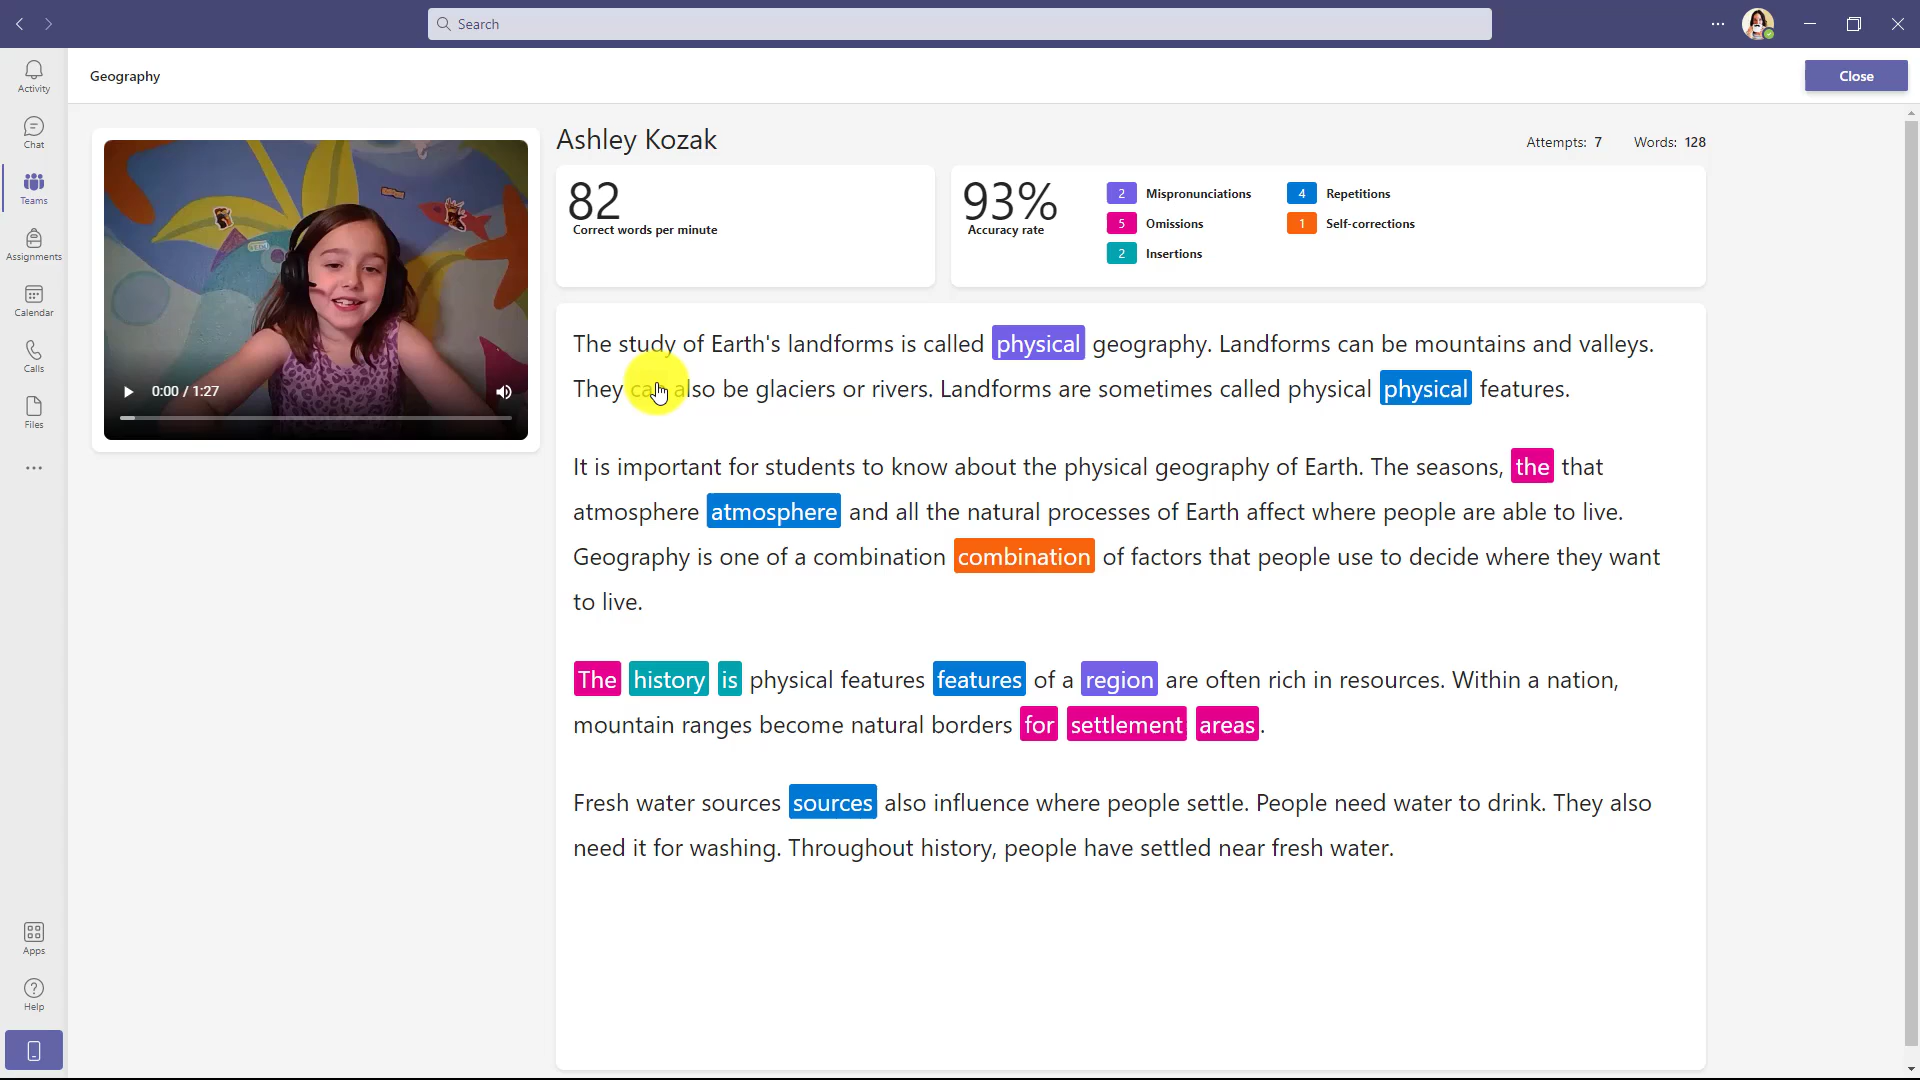 Search
Activity
Chat
Teams
Assignments
Calendar
Calls
Files
Apps
Help
Geography
Close
0:00 / 1:27
Ashley Kozak
Attempts: 7 Words: 128
82
Correct words per minute
93%
Accuracy rate
2 Mispronunciations
5 Omissions
2 Insertions
4 Repetitions
1 Self-corrections
The study of Earth's landforms is called physical geography. Landforms can be mountains and valleys.
They can also be glaciers or rivers. Landforms are sometimes called physical physical features.
It is important for students to know about the physical geography of Earth. The seasons, the that
atmosphere atmosphere and all the natural processes of Earth affect where people are able to live.
Geography is one of a combination combination of factors that people use to decide where they want
to live.
The history is physical features features of a region are often rich in resources. Within a nation,
mountain ranges become natural borders for settlement areas.
Fresh water sources sources also influence where people settle. People need water to drink. They also
need it for washing. Throughout history, people have settled near fresh water.